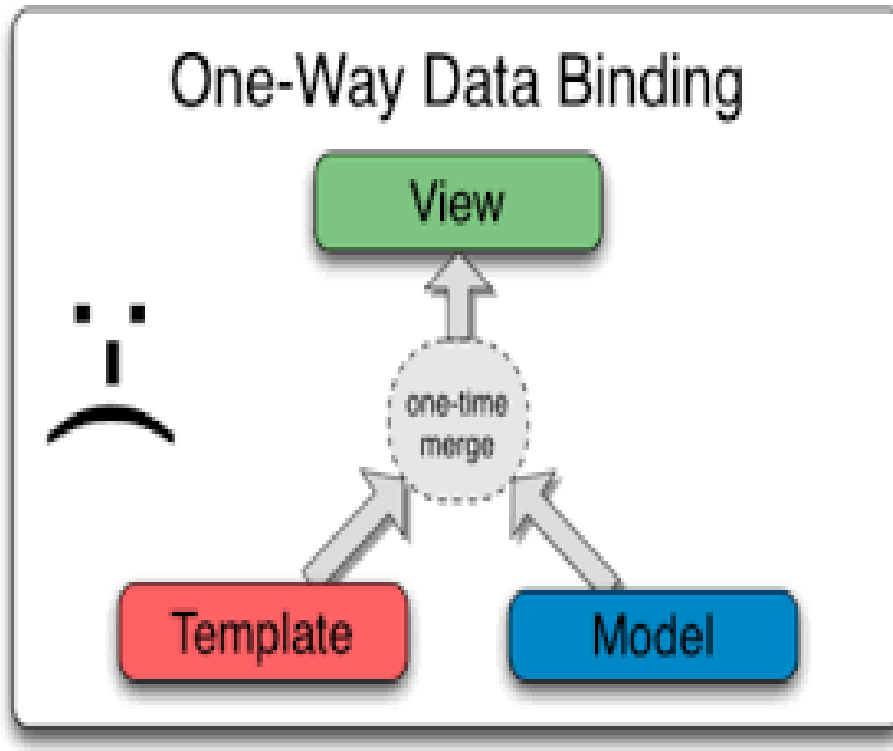 One-Way Data Binding
View
one-time
merge
Template
Model